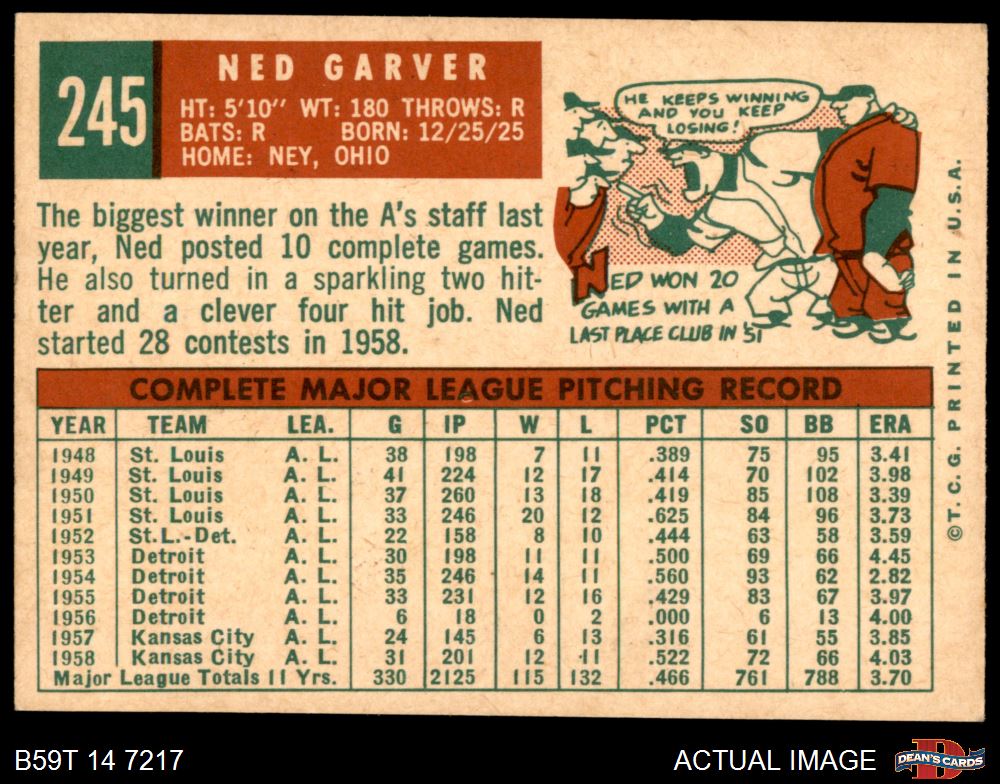 245
NED GARVER
HT: 5'10" WT: 180 THROWS: R
BATS: R BORN: 12/25/25
HOME: NEY, OHIO
The biggest winner on the A's staff last
year, Ned posted 10 complete games.
He also turned in a sparkling two hit-
ter and a clever four hit job. Ned
started 28 contests in 1958.
HE KEEPS WINNING
AND YOU KEEP
LOSING!
NED WON 20
GAMES WITH A
LAST PLACE CLUB IN '51
COMPLETE MAJOR LEAGUE PITCHING RECORD
YEAR TEAM LEA. G IP W L PCT SO BB ERA
1948 St. Louis A. L. 38 198 7 11 .389 75 95 3.41
1949 St. Louis A. L. 41 224 12 17 .414 70 102 3.98
1950 St. Louis A. L. 37 260 13 18 .419 85 108 3.39
1951 St. Louis A. L. 33 246 20 12 .625 84 96 3.73
1952 St.L.-Det. A. L. 22 158 8 10 .444 63 58 3.59
1953 Detroit A. L. 30 198 11 11 .500 69 66 4.45
1954 Detroit A. L. 35 246 14 11 .560 93 62 2.82
1955 Detroit A. L. 33 231 12 16 .429 83 67 3.97
1956 Detroit A. L. 6 18 0 2 .000 6 13 4.00
1957 Kansas City A. L. 24 145 6 13 .316 61 55 3.85
1958 Kansas City A. L. 31 201 12 11 .522 72 66 4.03
Major League Totals 11 Yrs. 330 2125 115 132 .466 761 788 3.70
© T. C. G. PRINTED IN U. S. A.
B59T 14 7217
ACTUAL IMAGE
D
DEAN'S CARDS